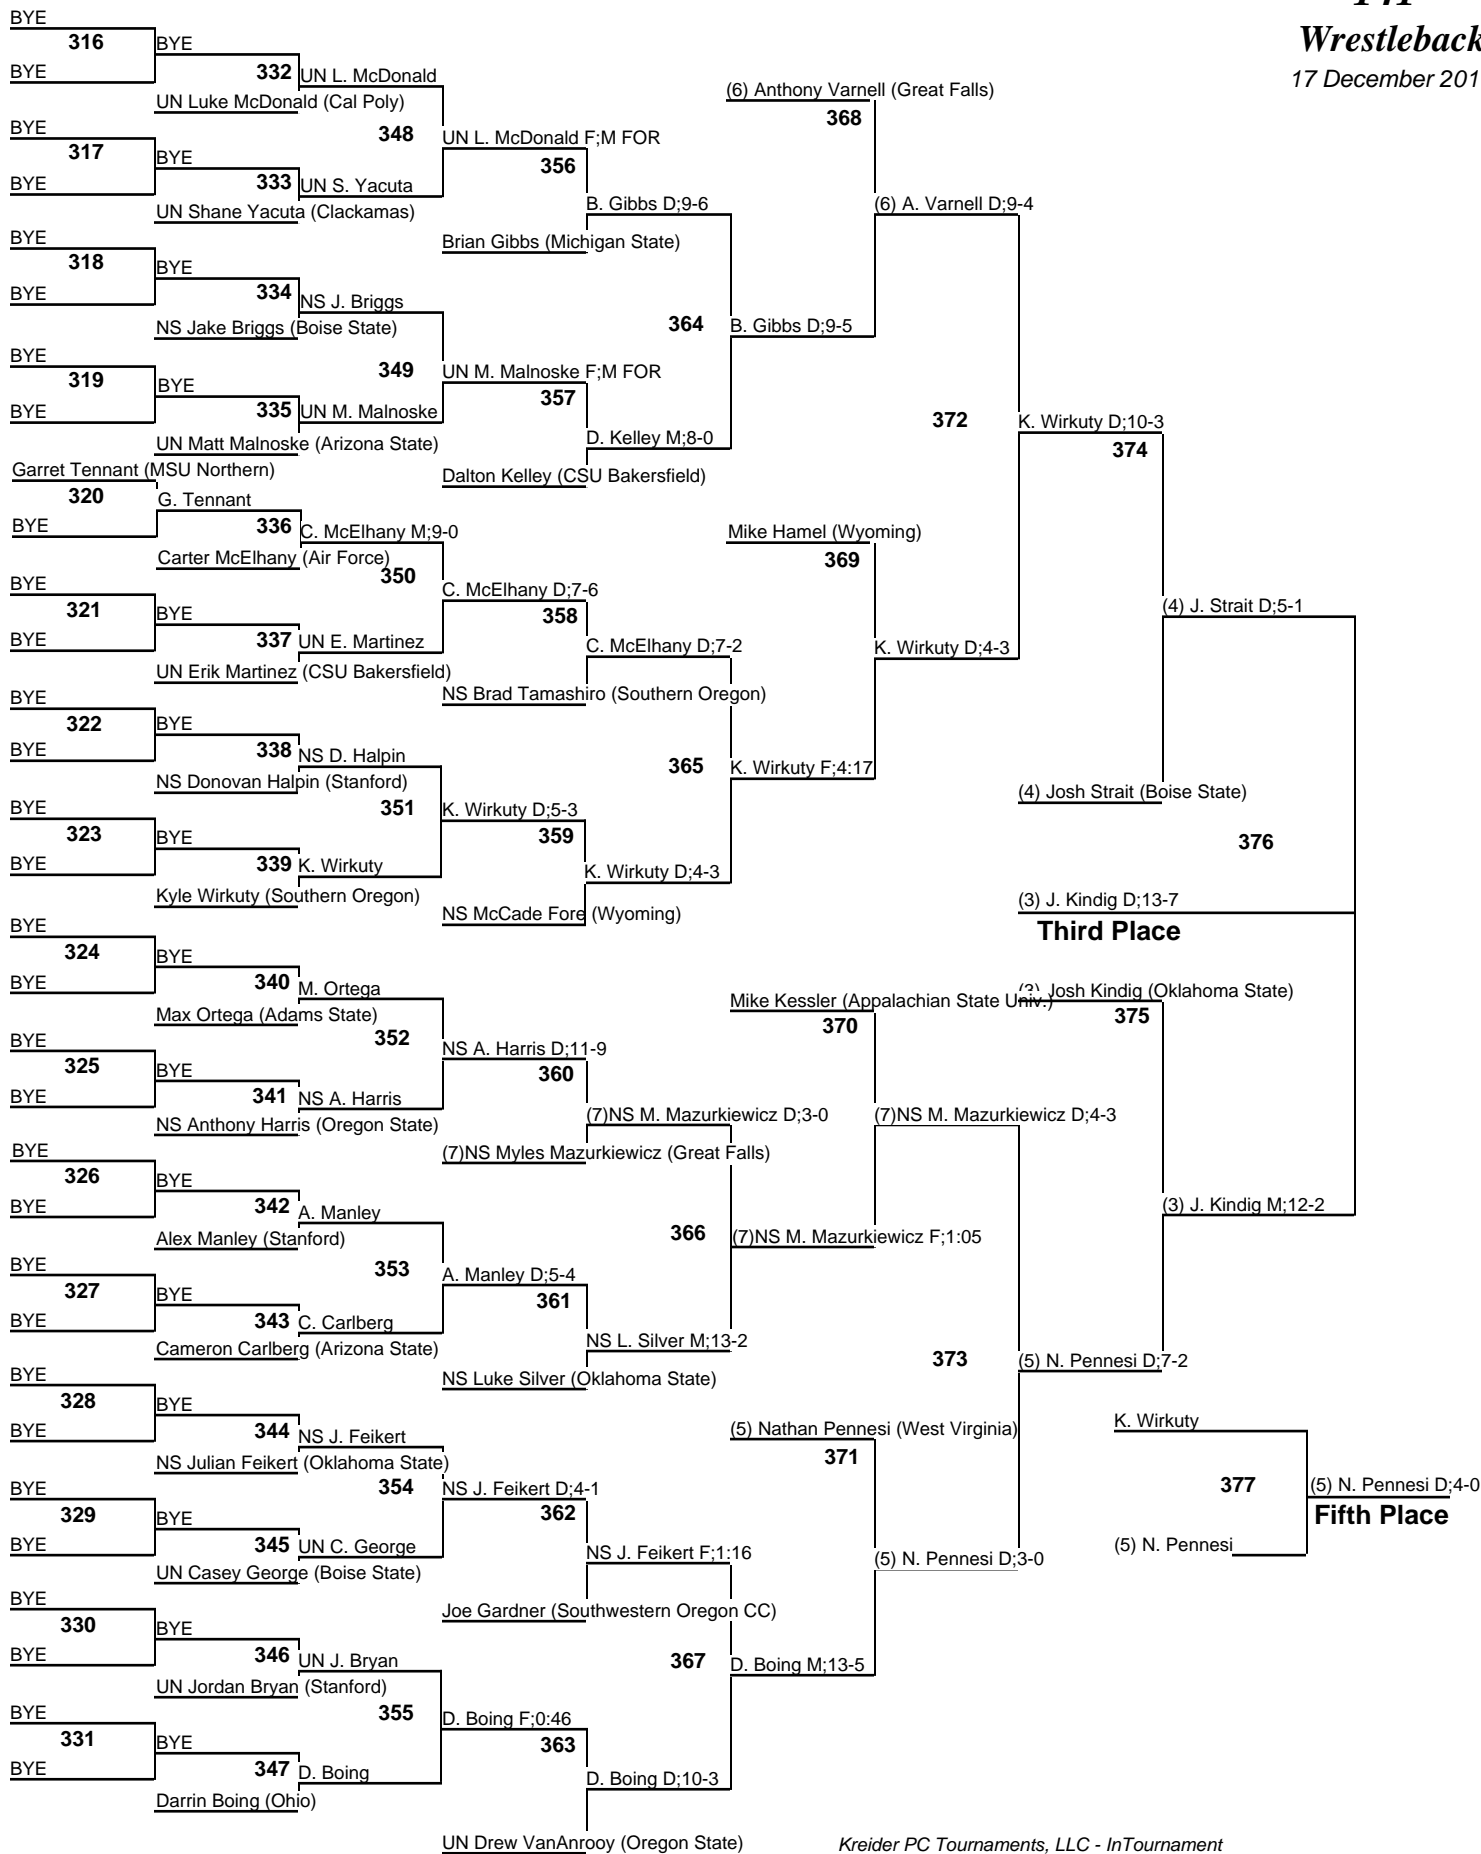 Wrestleback
17 December 201
BYE
316
BYE
BYE
332
UN L. McDonald
UN Luke McDonald (Cal Poly)
348
BYE
317
BYE
BYE
333
UN S. Yacuta
UN Shane Yacuta (Clackamas)
UN L. McDonald F;M FOR
356
B. Gibbs D;9-6
Brian Gibbs (Michigan State)
BYE
318
BYE
BYE
334
NS J. Briggs
NS Jake Briggs (Boise State)
349
BYE
319
BYE
BYE
335
UN M. Malnoske
UN Matt Malnoske (Arizona State)
UN M. Malnoske F;M FOR
357
D. Kelley M;8-0
Dalton Kelley (CSU Bakersfield)
364
B. Gibbs D;9-5
(6) Anthony Varnell (Great Falls)
368
(6) A. Varnell D;9-4
Garret Tennant (MSU Northern)
320
BYE
G. Tennant
336
C. McElhany M;9-0
Carter McElhany (Air Force)
350
BYE
321
BYE
BYE
337
UN E. Martinez
UN Erik Martinez (CSU Bakersfield)
C. McElhany D;7-6
358
C. McElhany D;7-2
NS Brad Tamashiro (Southern Oregon)
BYE
322
BYE
BYE
338
NS D. Halpin
NS Donovan Halpin (Stanford)
351
BYE
323
BYE
BYE
339
K. Wirkuty
Kyle Wirkuty (Southern Oregon)
K. Wirkuty D;5-3
359
K. Wirkuty D;4-3
NS McCade Fore (Wyoming)
365
K. Wirkuty F;4:17
Mike Hamel (Wyoming)
369
K. Wirkuty D;4-3
372
K. Wirkuty D;10-3
374
(4) J. Strait D;5-1
(4) Josh Strait (Boise State)
376
(3) J. Kindig D;13-7
Third Place
BYE
324
BYE
BYE
340
M. Ortega
Max Ortega (Adams State)
352
BYE
325
BYE
BYE
341
NS A. Harris
NS Anthony Harris (Oregon State)
NS A. Harris D;11-9
360
(7)NS M. Mazurkiewicz D;3-0
(7)NS Myles Mazurkiewicz (Great Falls)
BYE
326
BYE
BYE
342
A. Manley
Alex Manley (Stanford)
353
BYE
327
BYE
BYE
343
C. Carlberg
Cameron Carlberg (Arizona State)
A. Manley D;5-4
361
NS L. Silver M;13-2
NS Luke Silver (Oklahoma State)
366
(7)NS M. Mazurkiewicz F;1:05
Mike Kessler (Appalachian State Univ.)
370
(7)NS M. Mazurkiewicz D;4-3
(3) Josh Kindig (Oklahoma State)
375
(3) J. Kindig M;12-2
BYE
328
BYE
BYE
344
NS J. Feikert
NS Julian Feikert (Oklahoma State)
354
BYE
329
BYE
BYE
345
UN C. George
UN Casey George (Boise State)
NS J. Feikert D;4-1
362
NS J. Feikert F;1:16
Joe Gardner (Southwestern Oregon CC)
BYE
330
BYE
BYE
346
UN J. Bryan
UN Jordan Bryan (Stanford)
355
BYE
331
BYE
BYE
347
D. Boing
Darrin Boing (Ohio)
D. Boing F;0:46
363
D. Boing D;10-3
UN Drew VanAnrooy (Oregon State)
367
D. Boing M;13-5
(5) Nathan Pennesi (West Virginia)
371
(5) N. Pennesi D;3-0
373
(5) N. Pennesi D;7-2
K. Wirkuty
377
(5) N. Pennesi
(5) N. Pennesi D;4-0
Fifth Place
Kreider PC Tournaments, LLC - InTournament